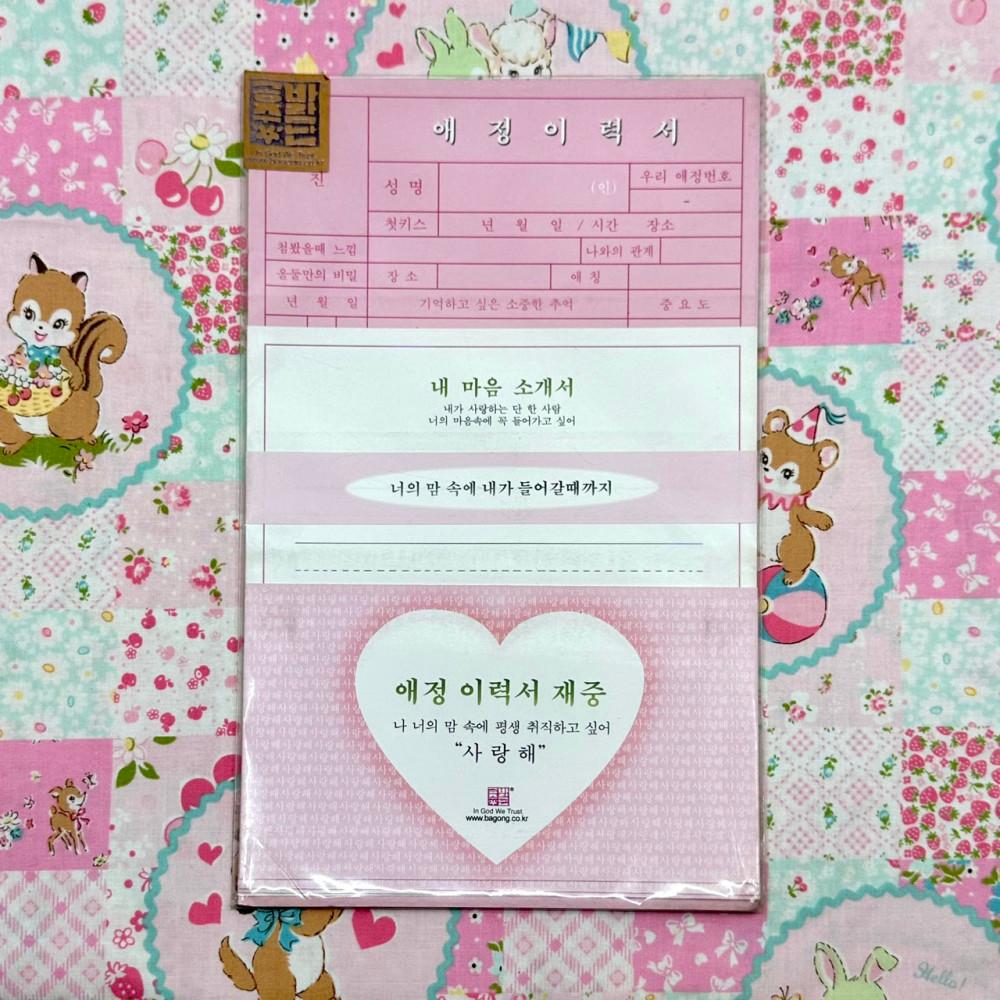 애정이력서
진
성명
(인)
우리 애정번호
-
첫키스
년 월 일 / 시간 장소
첨봤을때 느낌
나와의 관계
울둘만의 비밀
장소
애칭
년 월 일
기억하고 싶은 소중한 추억
중요도
내 마음 소개서
내가 사랑하는 단 한 사람
너의 마음속에 꼭 들어가고 싶어
너의 맘 속에 내가 들어갈때까지
애정 이력서 재중
나 너의 맘 속에 평생 취직하고 싶어
“사랑해”
In God We Trust
www.bagong.co.kr
In God We Trust
Hello!